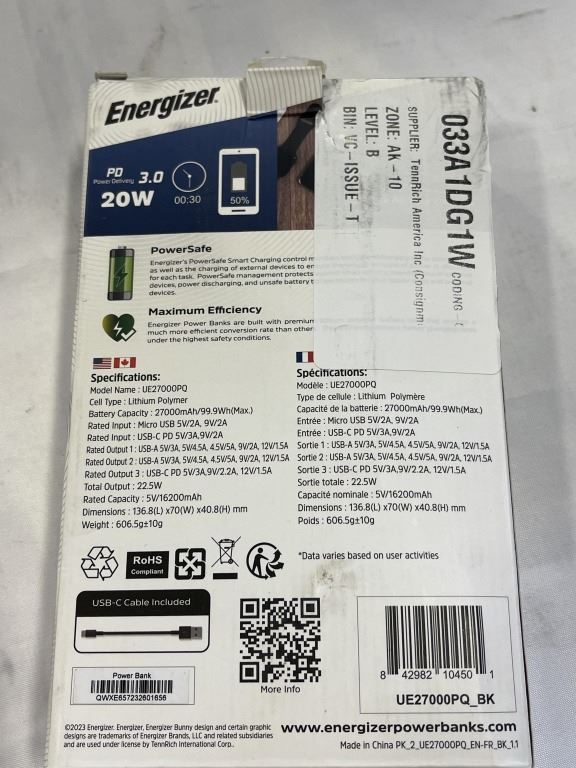 Energizer.
PD
Power Delivery
3.0
20W
00:30
50%
033A1DG1W
CODING
SUPPLIER: TennRich America Inc (Consignm
ZONE: AK-10
LEVEL: B
BIN: VC-ISSUE-T
PowerSafe
Energizer's PowerSafe Smart Charging control m
as well as the charging of external devices to en
for each task. PowerSafe management protects
devices, power discharging, and unsafe battery t
devices.
Maximum Efficiency
Energizer Power Banks are built with premium
much more efficient conversion rate than other
under the highest safety conditions.
Specifications:
Model Name : UE27000PQ
Cell Type : Lithium Polymer
Battery Capacity : 27000mAh/99.9Wh(Max.)
Rated Input : Micro USB 5V/2A, 9V/2A
Rated Input : USB-C PD 5V/3A,9V/2A
Rated Output 1 : USB-A 5V/3A, 5V/4.5A, 4.5V/5A, 9V/2A, 12V/1.5A
Rated Output 2 : USB-A 5V/3A, 5V/4.5A, 4.5V/5A, 9V/2A, 12V/1.5A
Rated Output 3 : USB-C PD 5V/3A,9V/2.2A, 12V/1.5A
Total Output : 22.5W
Rated Capacity : 5V/16200mAh
Dimensions : 136.8(L) x70(W) x40.8(H) mm
Weight : 606.5g±10g
Spécifications:
Modèle : UE27000PQ
Type de cellule : Lithium Polymère
Capacité de la batterie : 27000mAh/99.9Wh(Max.)
Entrée : Micro USB 5V/2A, 9V/2A
Entrée : USB-C PD 5V/3A,9V/2A
Sortie 1 : USB-A 5V/3A, 5V/4.5A, 4.5V/5A, 9V/2A, 12V/1.5A
Sortie 2 : USB-A 5V/3A, 5V/4.5A, 4.5V/5A, 9V/2A, 12V/1.5A
Sortie 3 : USB-C PD 5V/3A,9V/2.2A, 12V/1.5A
Sortie totale : 22.5W
Capacité nominale : 5V/16200mAh
Dimensions : 136.8(L) x70(W) x40.8(H) mm
Poids : 606.5g±10g
RoHS
Compliant
*Data varies based on user activities
USB-C Cable Included
Power Bank
QWXE657232601656
More Info
8 42982 10450 1
UE27000PQ_BK
©2023 Energizer. Energizer, Energizer Bunny design and certain graphic
designs are trademarks of Energizer Brands, LLC and related subsidiaries
and are used under license by TennRich International Corp..
www.energizerpowerbanks.com
Made in China PK_2_UE27000PQ_EN-FR_BK_1.1